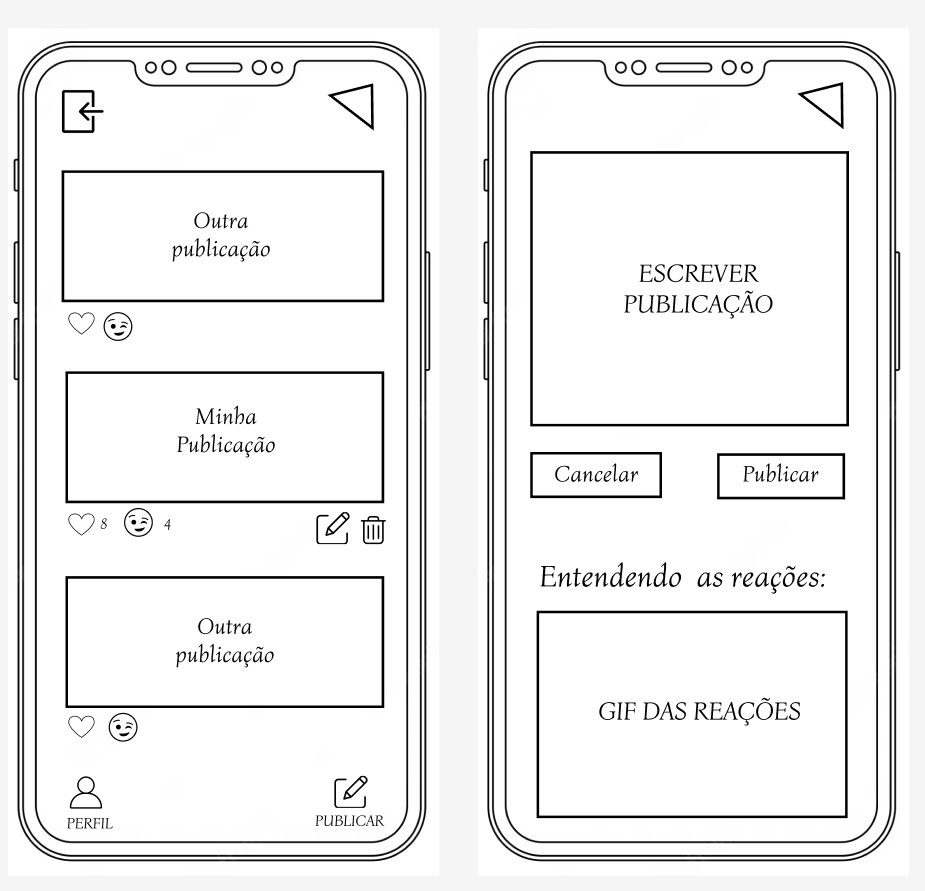 Outra
publicação
Minha
Publicação
8 4
Outra
publicação
PERFIL
PUBLICAR
ESCREVER
PUBLICAÇÃO
Cancelar
Publicar
Entendendo as reações:
GIF DAS REAÇÕES